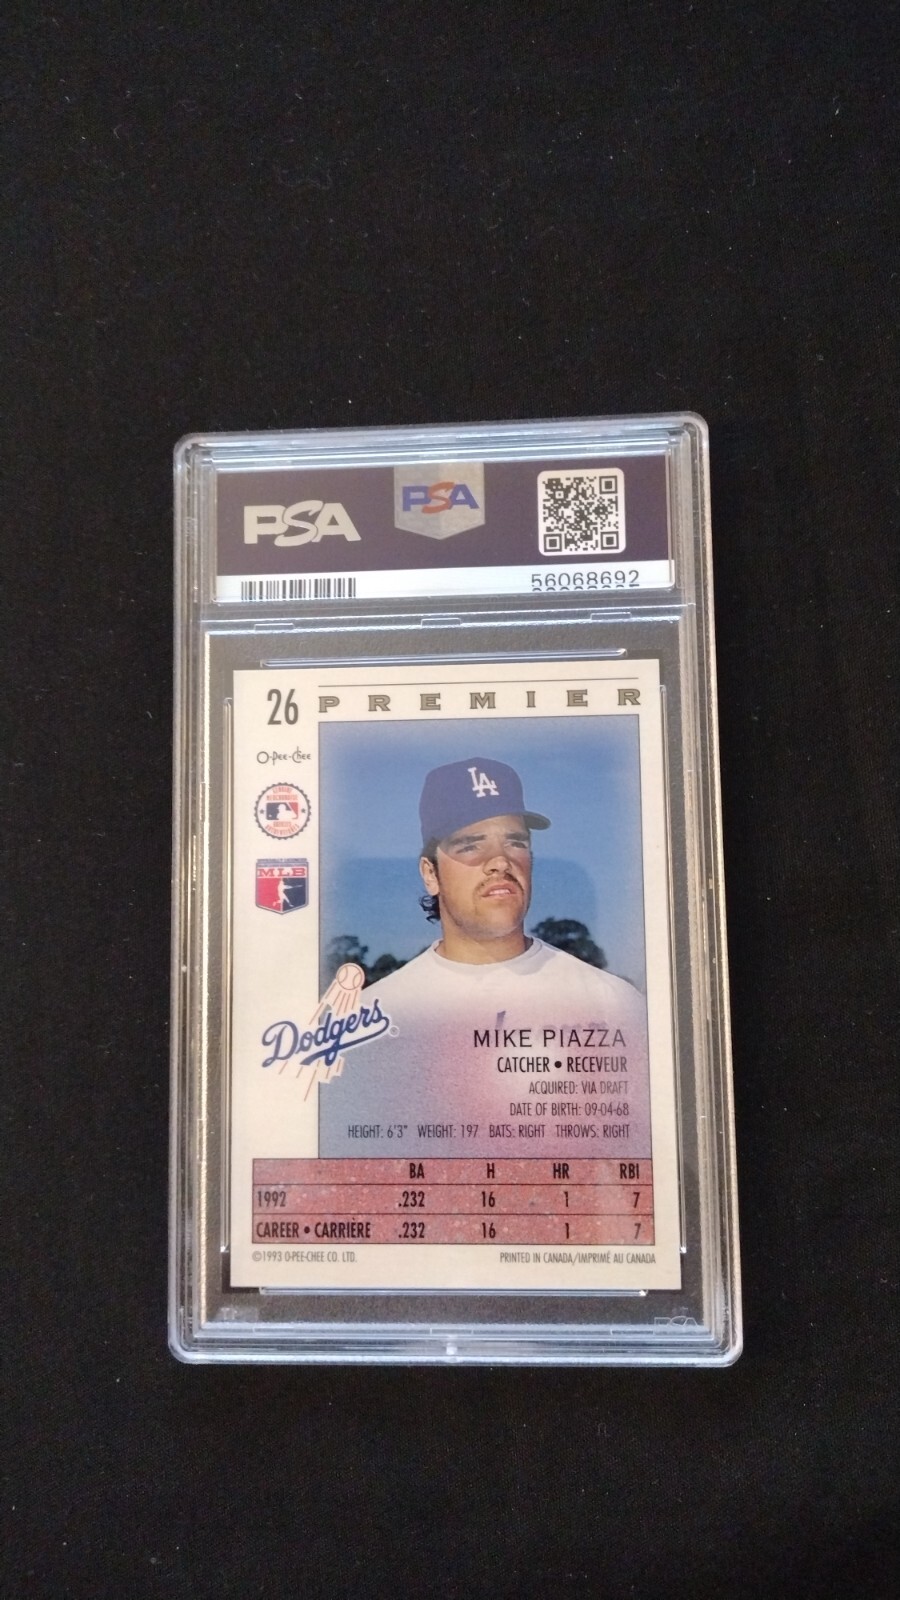 PSA
PSA
56068692
26
PREMIER
O-Pee-Chee
MLB
LA
Dodgers
MIKE PIAZZA
CATCHER • RECEVEUR
ACQUIRED: VIA DRAFT
DATE OF BIRTH: 09-04-68
HEIGHT: 6'3" WEIGHT: 197 BATS: RIGHT THROWS: RIGHT
BA H HR RBI
1992 .232 16 1 7
CAREER • CARRIÈRE .232 16 1 7
©1993 O-PEE-CHEE CO. LTD. PRINTED IN CANADA/IMPRIMÉ AU CANADA
PSA